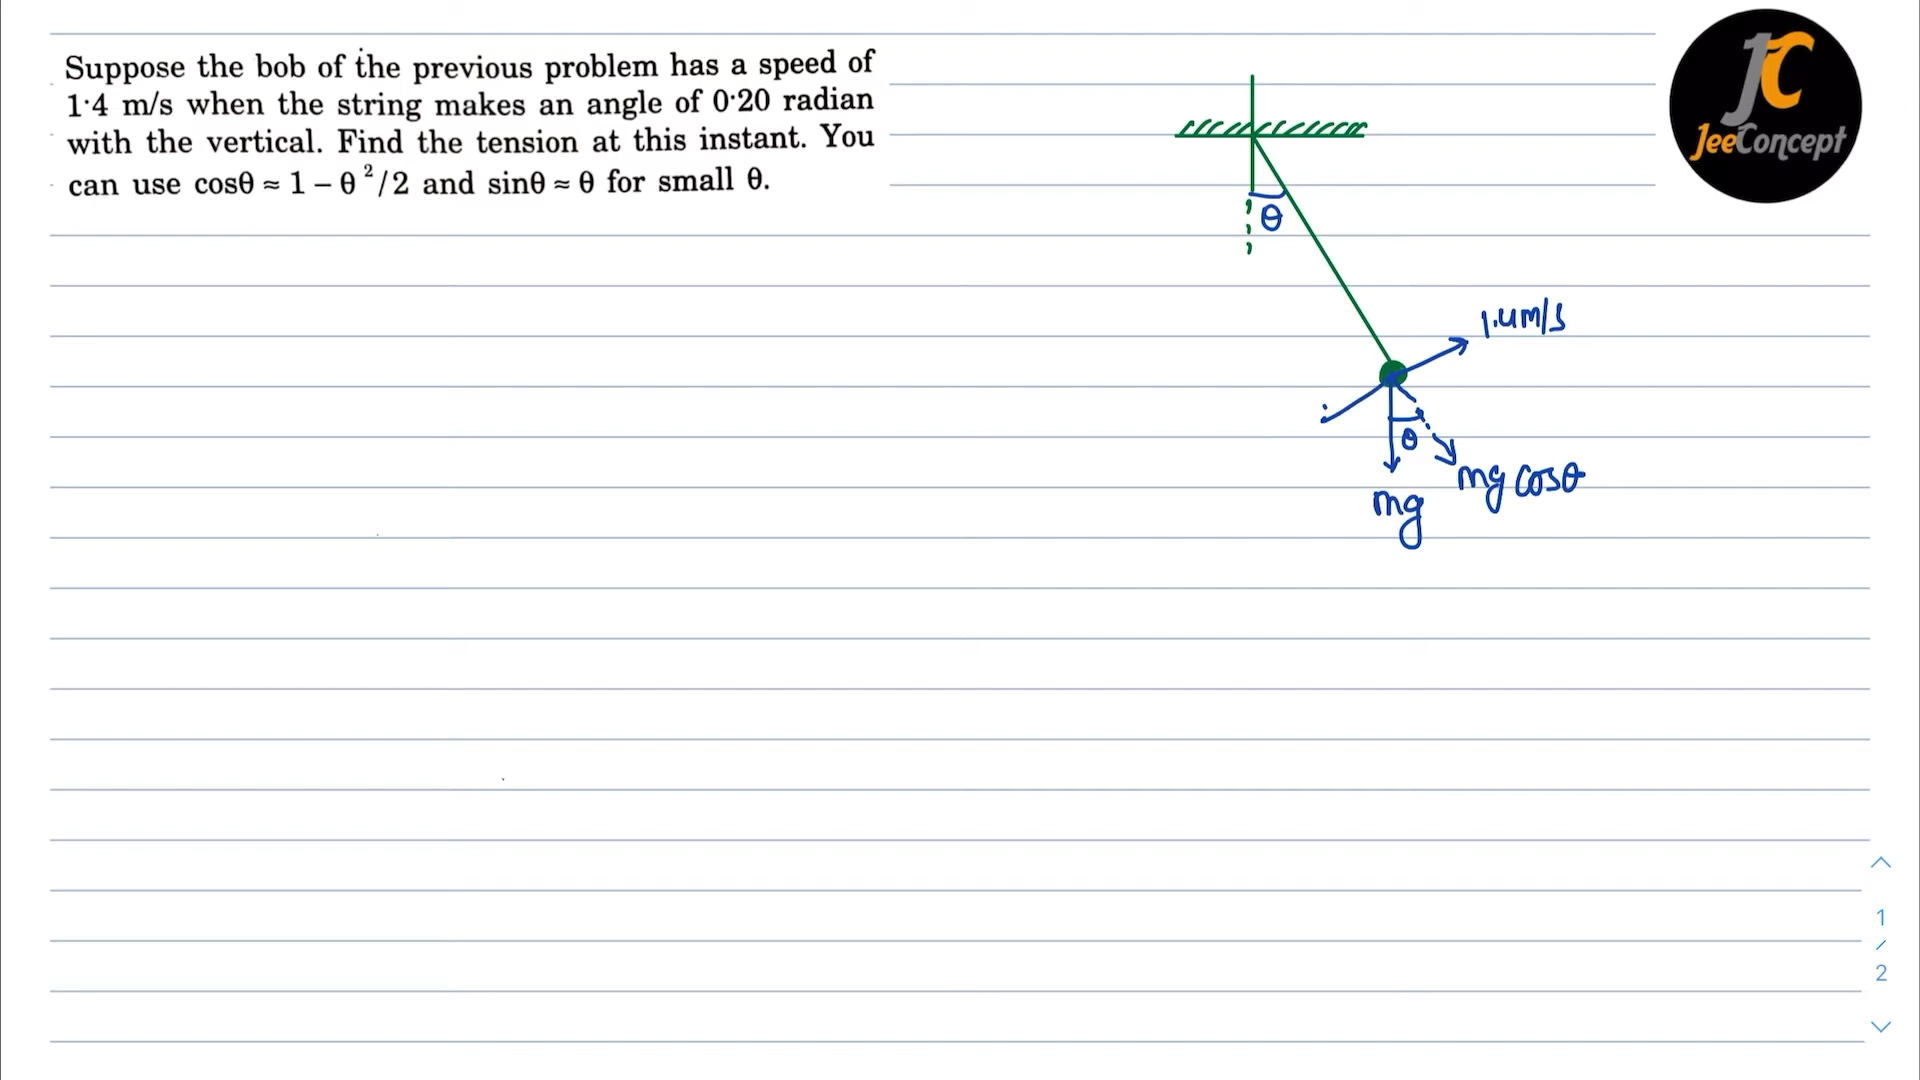 Suppose the bob of the previous problem has a speed of
1·4 m/s when the string makes an angle of 0·20 radian
with the vertical. Find the tension at this instant. You
can use cosθ ≈ 1 – θ²/2 and sinθ ≈ θ for small θ.
JC
JeeConcept
θ
1.4m/s
θ
mg cosθ
mg
1
/
2